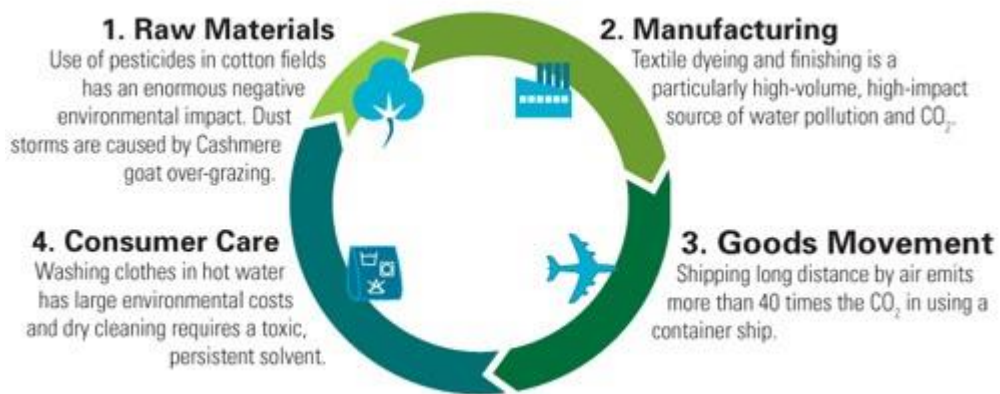 1. Raw Materials
Use of pesticides in cotton fields
has an enormous negative
environmental impact. Dust
storms are caused by Cashmere
goat over-grazing.
2. Manufacturing
Textile dyeing and finishing is a
particularly high-volume, high-impact
source of water pollution and CO₂.
3. Goods Movement
Shipping long distance by air emits
more than 40 times the CO₂ in using a
container ship.
4. Consumer Care
Washing clothes in hot water
has large environmental costs
and dry cleaning requires a toxic,
persistent solvent.